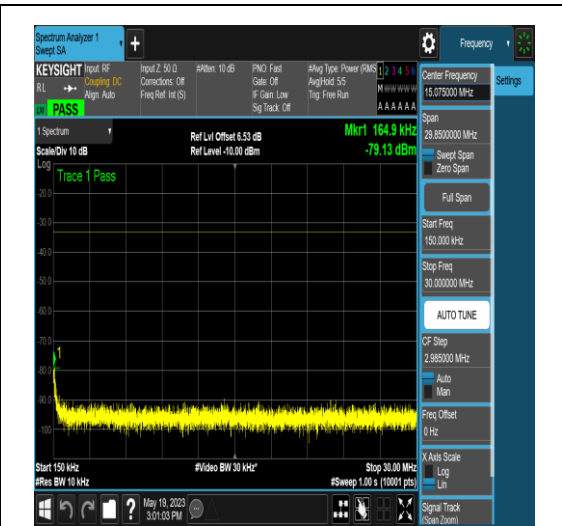 Spectrum Analyzer 1
Swept SA
+
Frequency
KEYSIGHT
RL
PASS
Input: RF
Coupling: DC
Align: Auto
Input Z: 50 Ω
Corrections: Off
Freq Ref: Int (S)
#Atten: 10 dB
PNO: Fast
Gate: Off
IF Gain: Low
Sig Track: Off
#Avg Type: Power (RMS
Avg|Hold: 5/5
Trig: Free Run
1 2 3 4 5 6
M W W W W W
A A A A A A
1 Spectrum
Scale/Div 10 dB
Ref Lvl Offset 6.53 dB
Ref Level -10.00 dBm
Mkr1 164.9 kHz
-79.13 dBm
Log
Trace 1 Pass
-20.0
-30.0
-40.0
-50.0
-60.0
-70.0
-80.0
-90.0
-100
1
Start 150 kHz
#Res BW 10 kHz
#Video BW 30 kHz*
Stop 30.00 MHz
#Sweep 1.00 s (10001 pts)
May 19, 2023
3:01:03 PM
Center Frequency
15.075000 MHz
Settings
Span
29.8500000 MHz
Swept Span
Zero Span
Full Span
Start Freq
150.000 kHz
Stop Freq
30.000000 MHz
AUTO TUNE
CF Step
2.985000 MHz
Auto
Man
Freq Offset
0 Hz
X Axis Scale
Log
Lin
Signal Track
(Span Zoom)